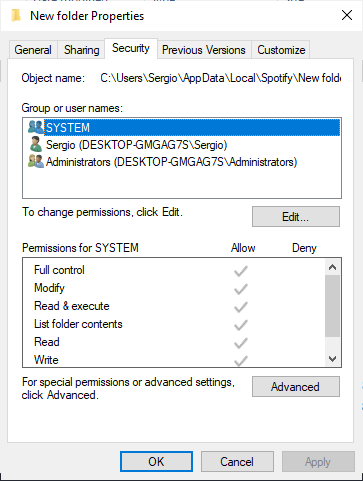 New folder Properties
General Sharing Security Previous Versions Customize
Object name: C:\Users\Sergio\AppData\Local\Spotify\New folde
Group or user names:
SYSTEM
Sergio (DESKTOP-GMGAG7S\Sergio)
Administrators (DESKTOP-GMGAG7S\Administrators)
To change permissions, click Edit. Edit...
Permissions for SYSTEM Allow Deny
Full control
Modify
Read & execute
List folder contents
Read
Write
For special permissions or advanced settings, Advanced
click Advanced.
OK Cancel Apply